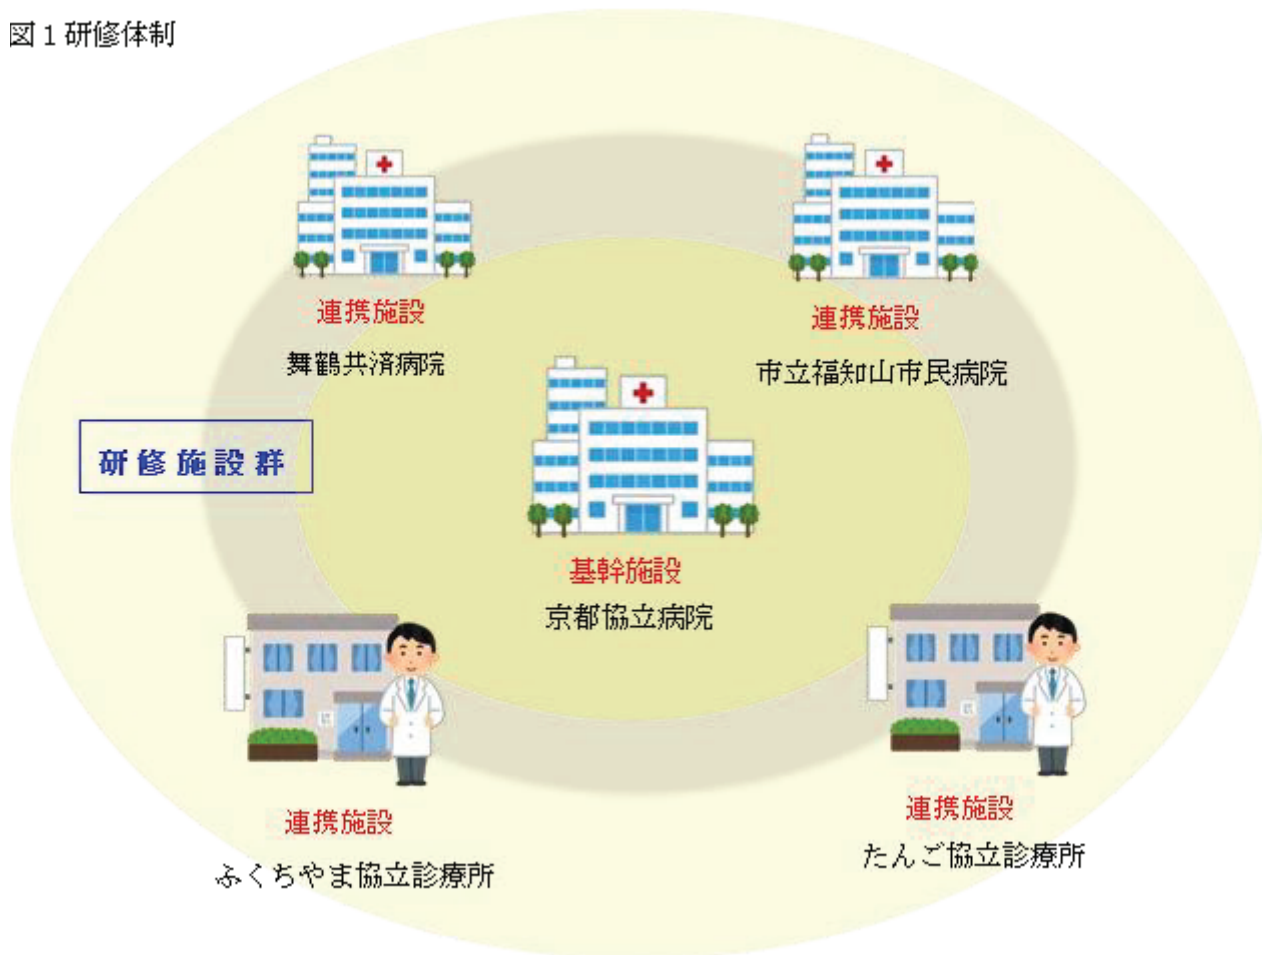 図１研修体制
連携施設
舞鶴共済病院
連携施設
市立福知山市民病院
研修施設群
基幹施設
京都協立病院
連携施設
ふくちやま協立診療所
連携施設
たんご協立診療所